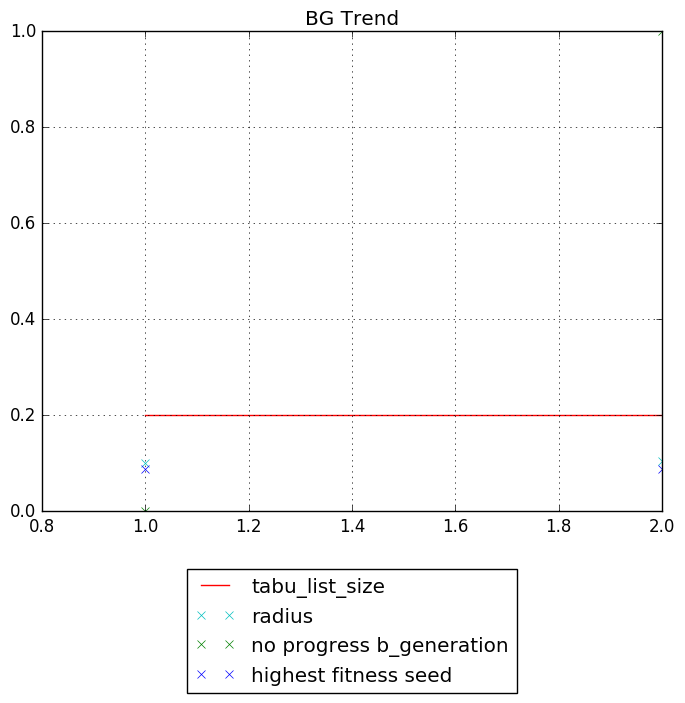 BG Trend
1.0
0.8
0.6
0.4
0.2
0.0
0.8 1.0 1.2 1.4 1.6 1.8 2.0
tabu_list_size
radius
no progress b_generation
highest fitness seed